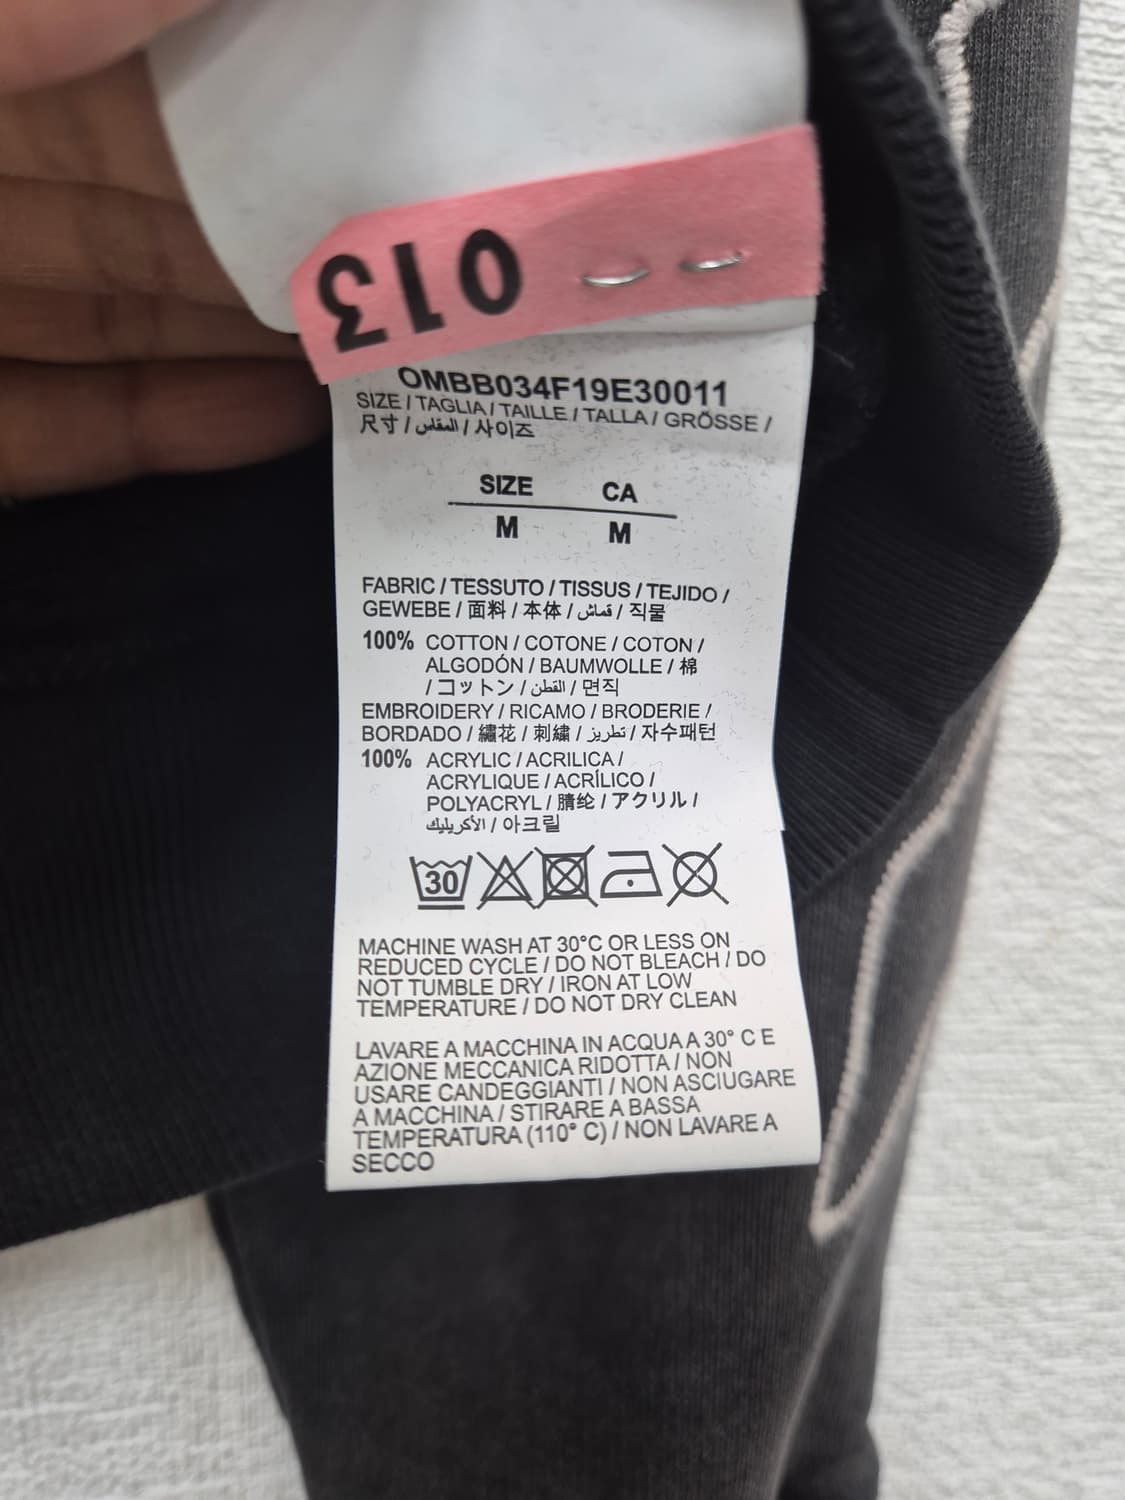 013
OMBB034F19E30011
SIZE / TAGLIA / TAILLE / TALLA / GRÖSSE /
尺寸 / المقاس / 사이즈
SIZE CA
M M
FABRIC / TESSUTO / TISSUS / TEJIDO /
GEWEBE / 面料 / 本体 / قماش / 직물
100% COTTON / COTONE / COTON /
ALGODÓN / BAUMWOLLE / 棉
/ コットン / القطن / 면직
EMBROIDERY / RICAMO / BRODERIE /
BORDADO / 繡花 / 刺繍 / تطريز / 자수패턴
100% ACRYLIC / ACRILICA /
ACRYLIQUE / ACRÍLICO /
POLYACRYL / 腈纶 / アクリル /
الأكريليك / 아크릴
30
MACHINE WASH AT 30°C OR LESS ON
REDUCED CYCLE / DO NOT BLEACH / DO
NOT TUMBLE DRY / IRON AT LOW
TEMPERATURE / DO NOT DRY CLEAN
LAVARE A MACCHINA IN ACQUA A 30° C E
AZIONE MECCANICA RIDOTTA / NON
USARE CANDEGGIANTI / NON ASCIUGARE
A MACCHINA / STIRARE A BASSA
TEMPERATURA (110° C) / NON LAVARE A
SECCO